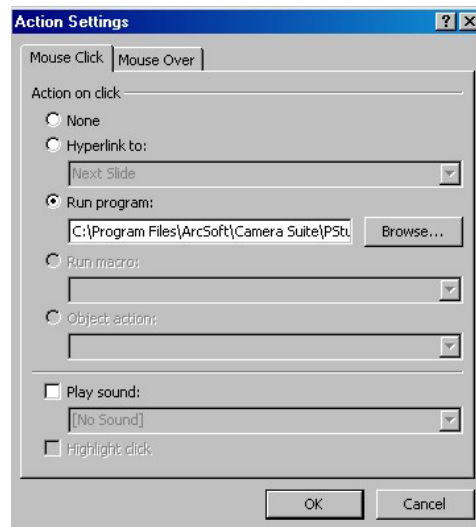 Action Settings
Mouse Click Mouse Over
Action on click
None
Hyperlink to:
Next Slide
Run program:
C:\Program Files\ArcSoft\Camera Suite\PStu Browse...
Run macro:
Object action:
Play sound:
[No Sound]
Highlight click
OK Cancel